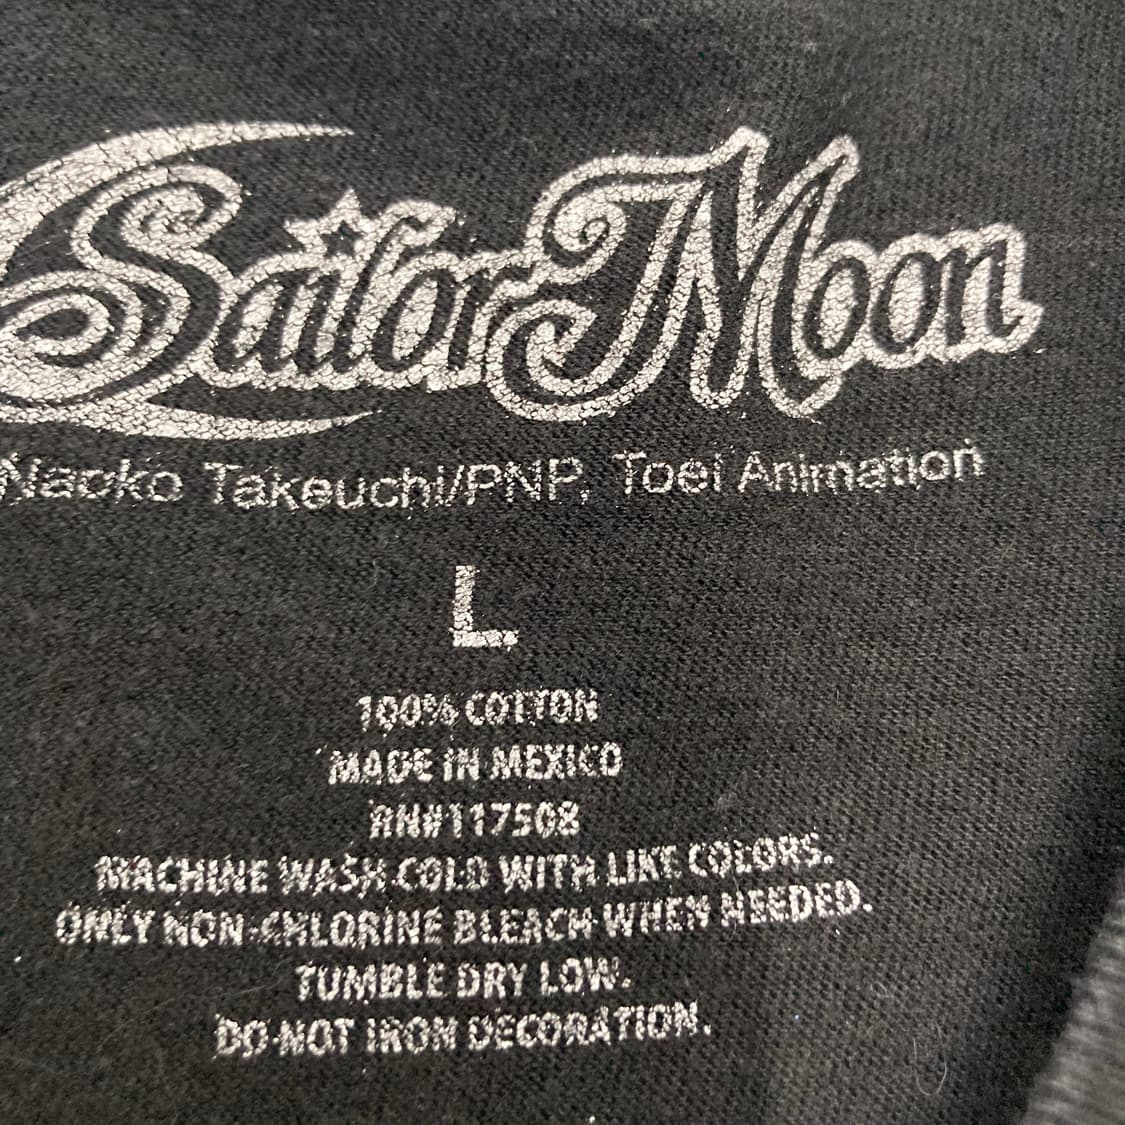 Sailor Moon
Naoko Takeuchi/PNP, Toei Animation
L
100% COTTON
MADE IN MEXICO
RN#117508
MACHINE WASH COLD WITH LIKE COLORS.
ONLY NON-CHLORINE BLEACH WHEN NEEDED.
TUMBLE DRY LOW.
DO NOT IRON DECORATION.